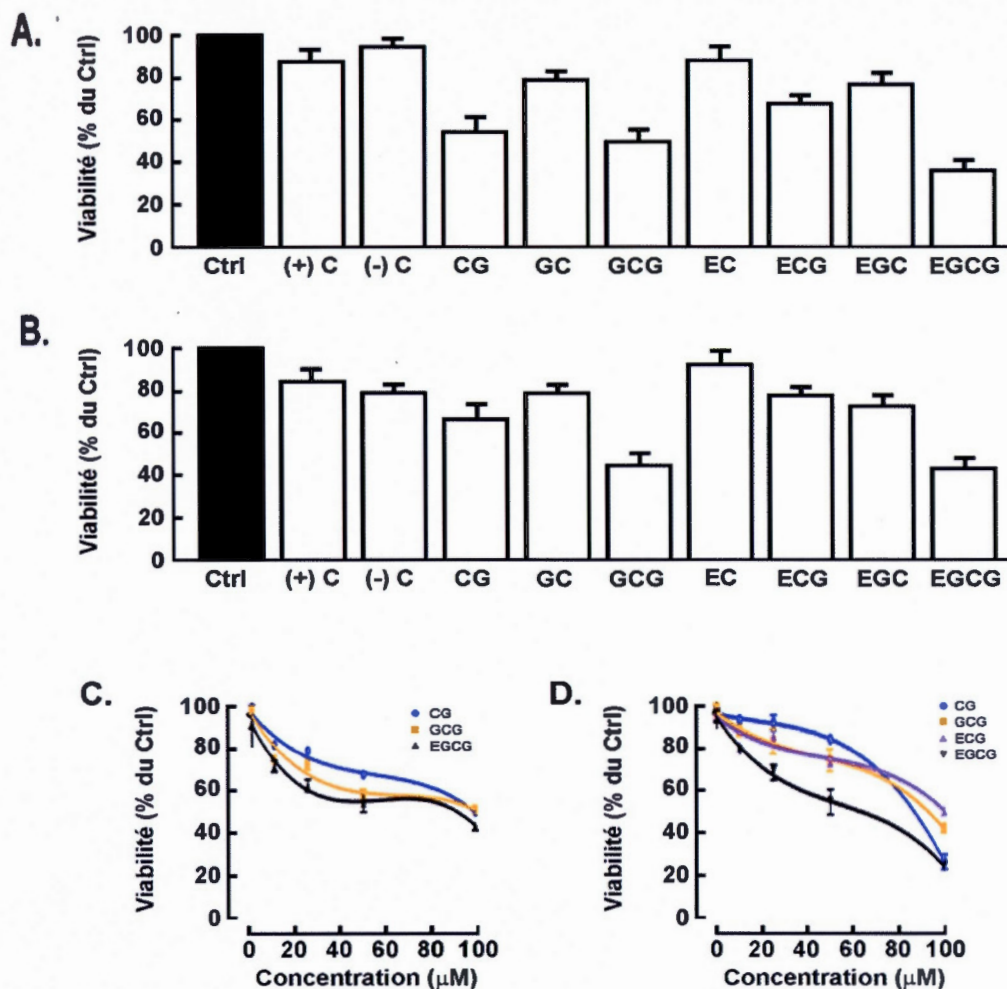 A.
Viabilité (% du Ctrl)
100
80
60
40
20
0
Ctrl (+) C (-) C CG GC GCG EC ECG EGC EGCG
B.
Viabilité (% du Ctrl)
100
80
60
40
20
0
Ctrl (+) C (-) C CG GC GCG EC ECG EGC EGCG
C.
Viabilité (% du Ctrl)
100
80
60
40
20
0
CG
GCG
EGCG
0 20 40 60 80 100
Concentration (µM)
D.
Viabilité (% du Ctrl)
100
80
60
40
20
0
CG
GCG
ECG
EGCG
0 20 40 60 80 100
Concentration (µM)